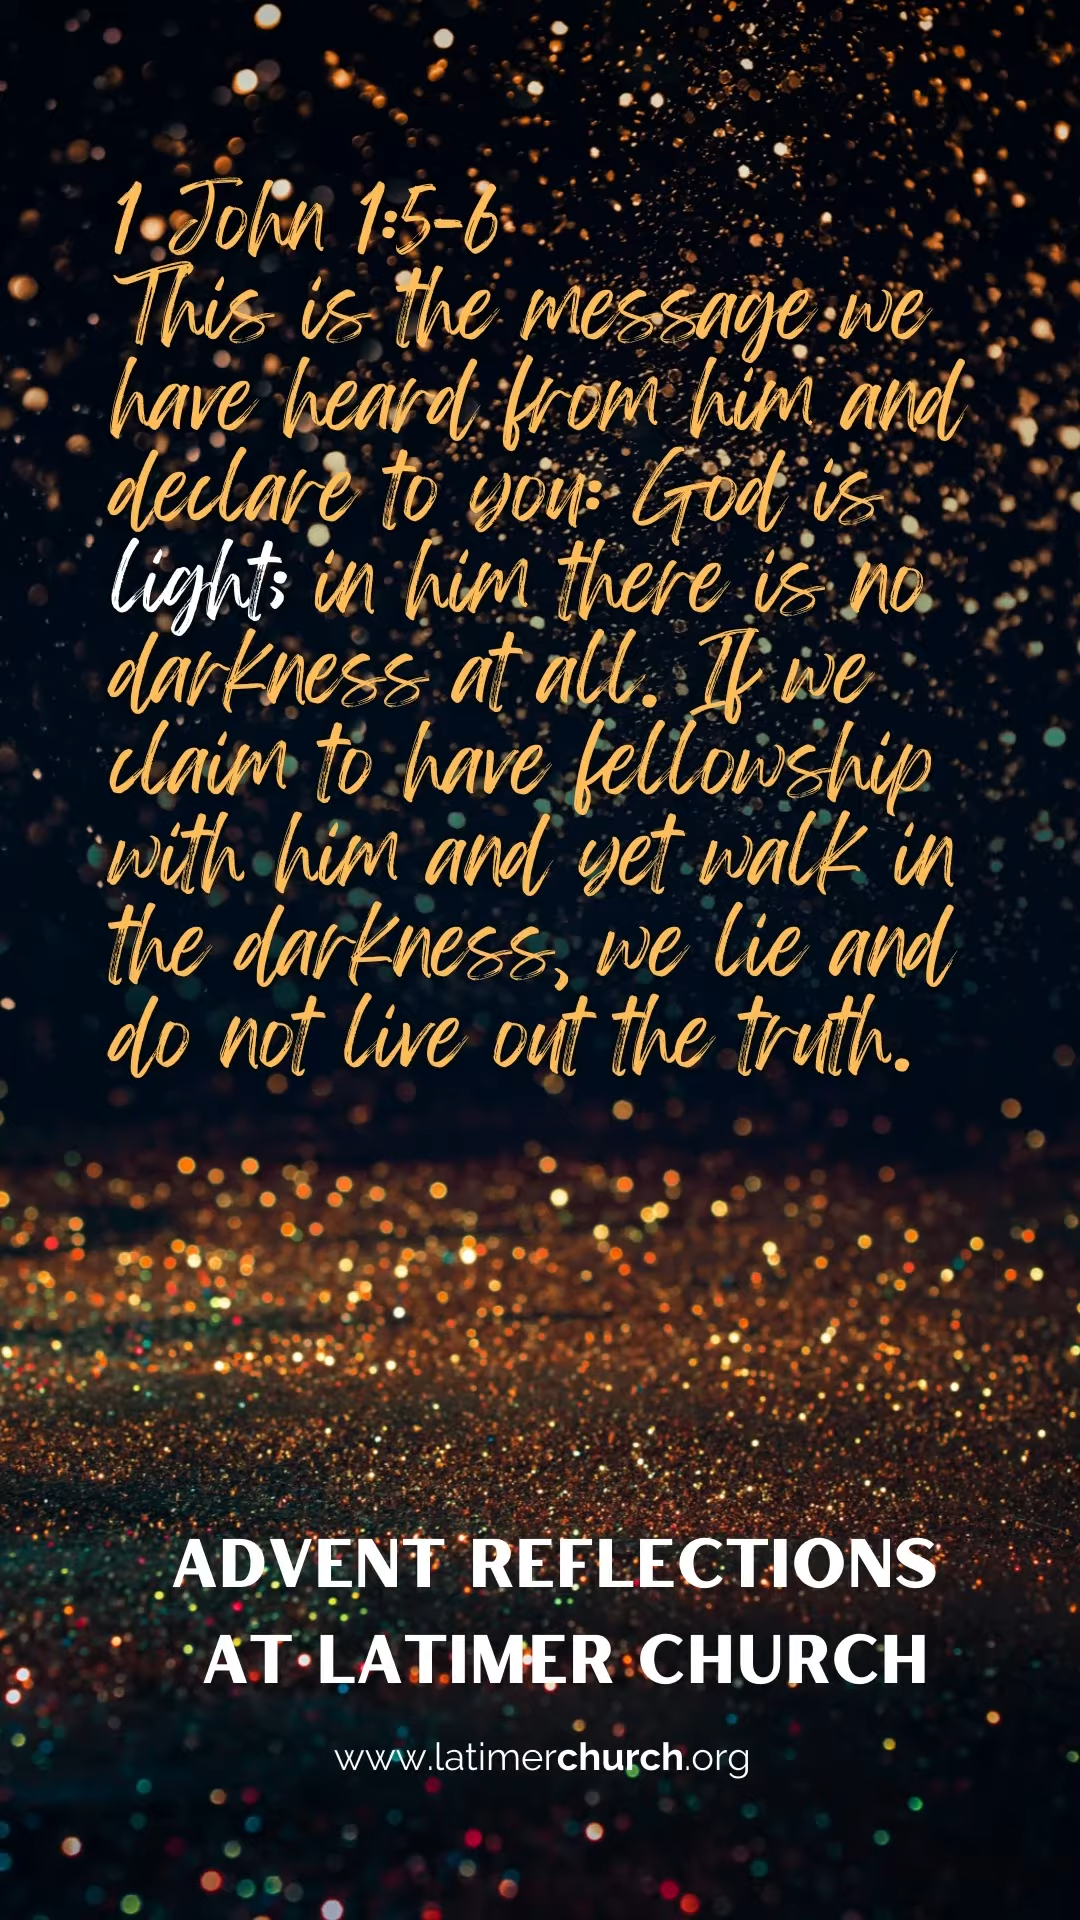 1 John 1:5-6
This is the message we
have heard from him and
declare to you: God is
light; in him there is no
darkness at all. If we
claim to have fellowship
with him and yet walk in
the darkness, we lie and
do not live out the truth.
ADVENT REFLECTIONS
AT LATIMER CHURCH
www.latimerchurch.org